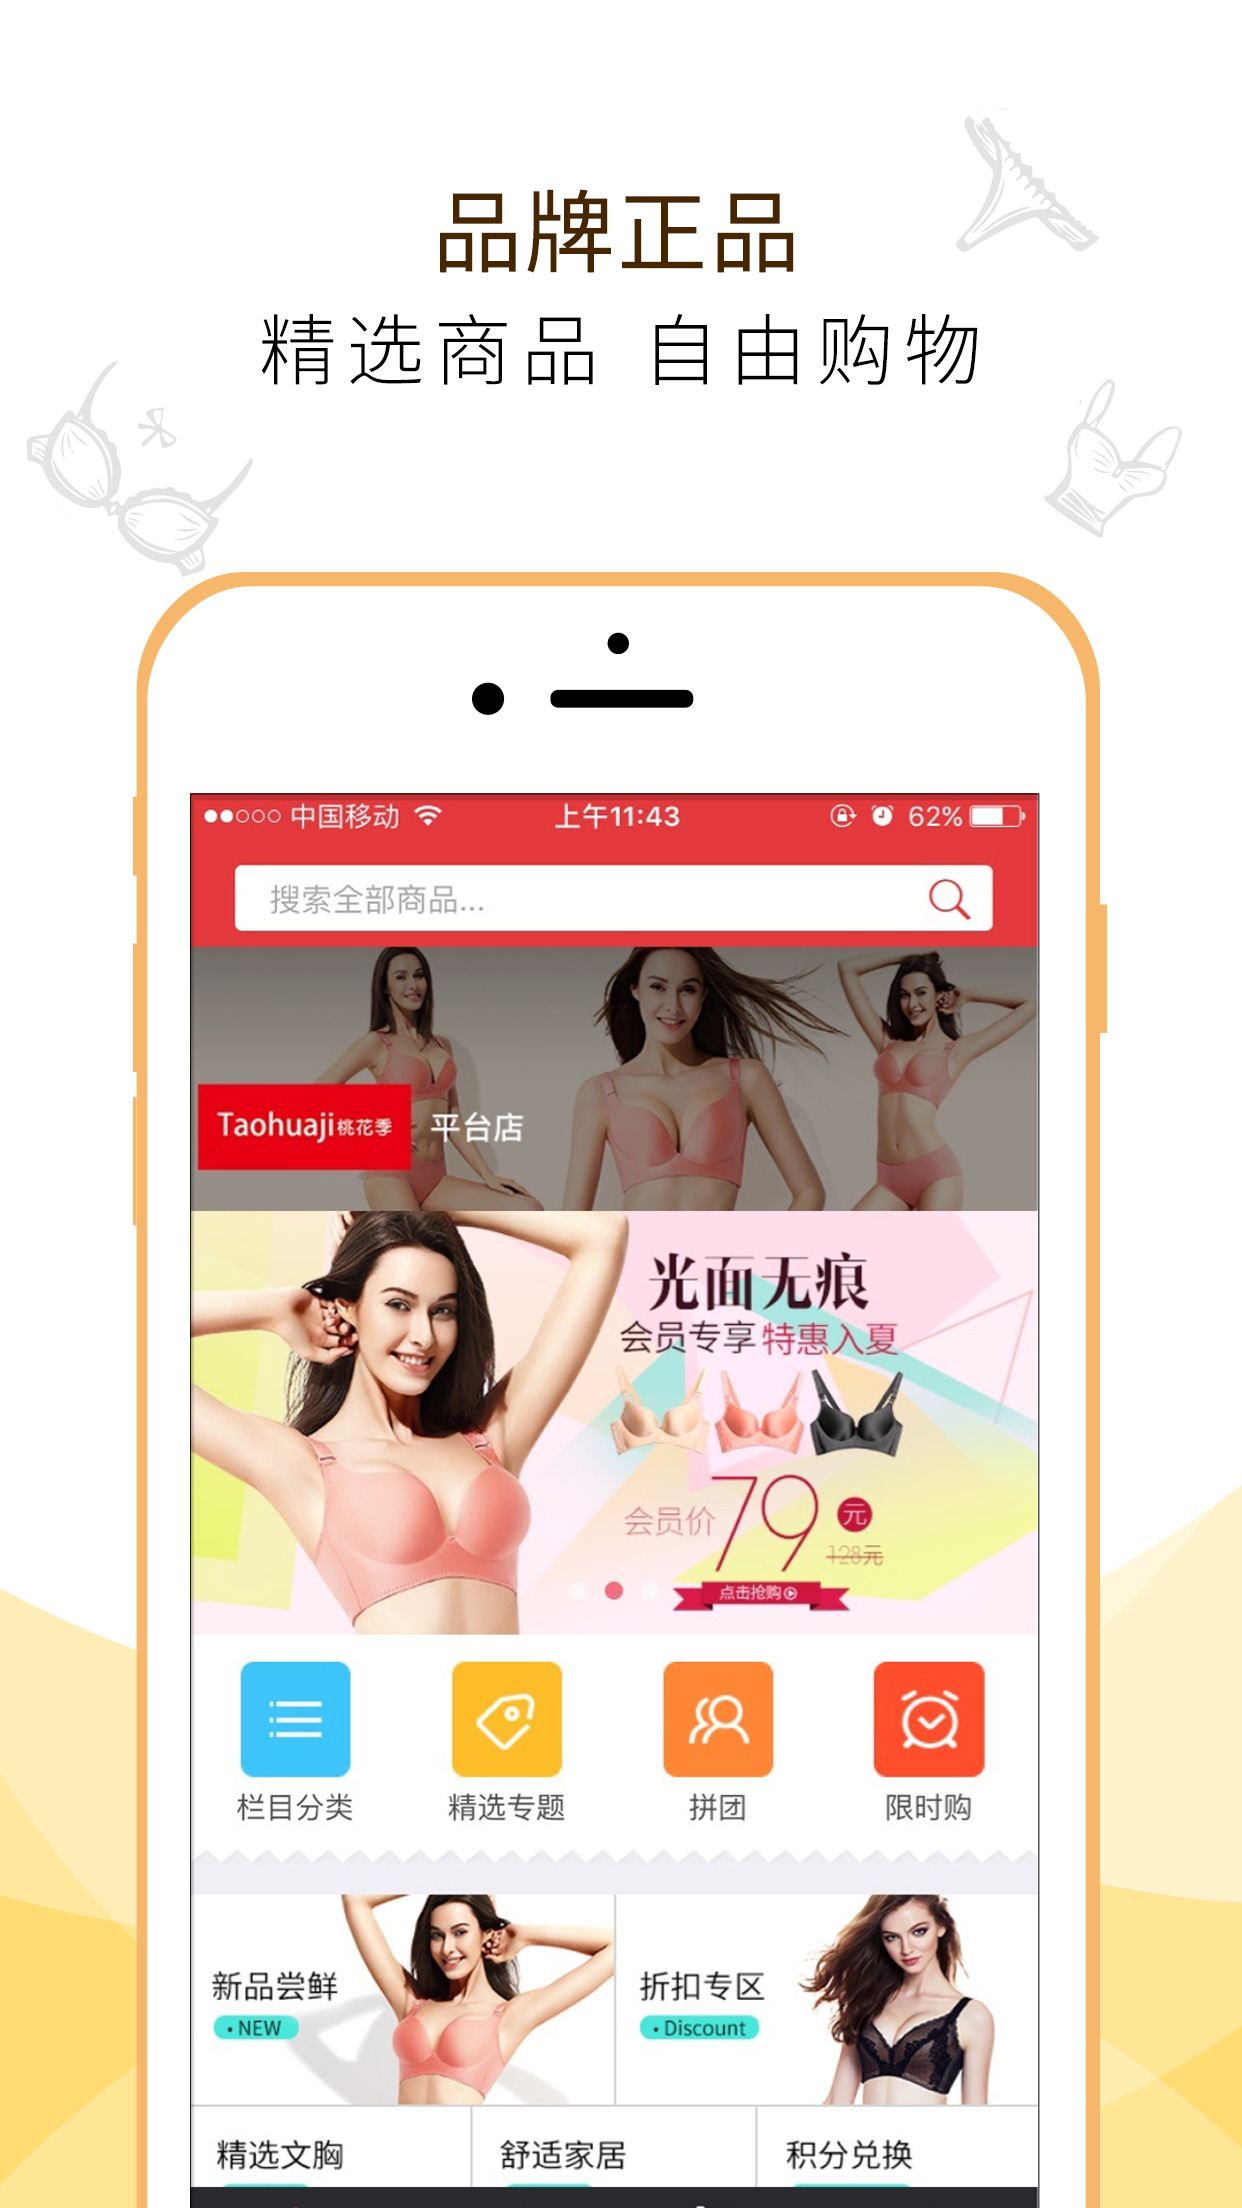 品牌正品
精选商品 自由购物
中国移动 上午11:43 62%
搜索全部商品...
Taohuaji桃花季 平台店
光面无痕
会员专享 特惠入夏
会员价 79 元
128元
点击抢购
栏目分类 精选专题 拼团 限时购
新品尝鲜 折扣专区
• NEW • Discount
精选文胸 舒适家居 积分兑换